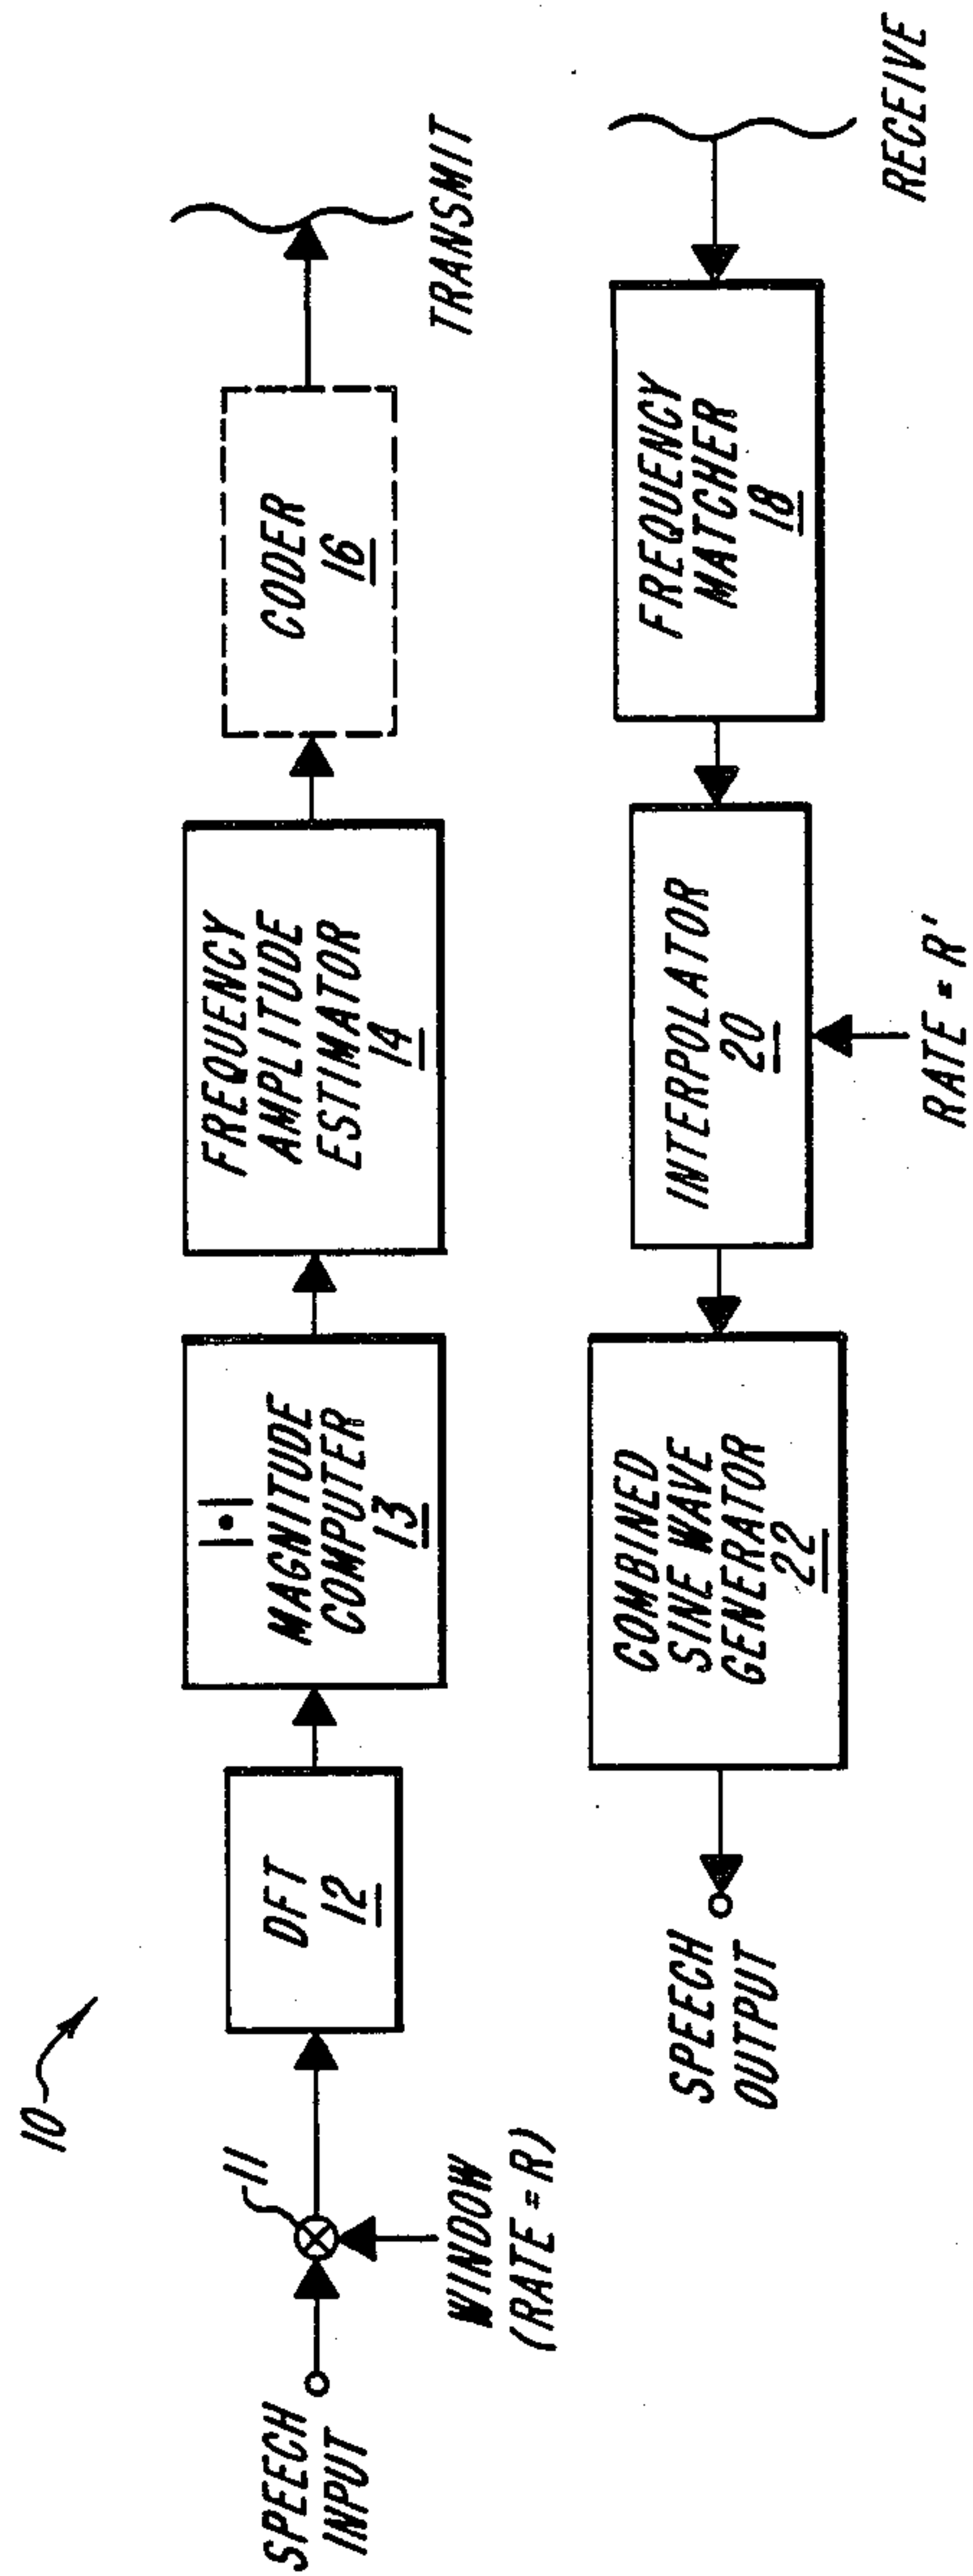 10
SPEECH
INPUT
11
WINDOW
(RATE = R)
DFT
12
|•|
MAGNITUDE
COMPUTER
13
FREQUENCY
AMPLITUDE
ESTIMATOR
14
CODER
16
TRANSMIT
SPEECH
OUTPUT
COMBINED
SINE WAVE
GENERATOR
22
INTERPOLATOR
20
RATE = R'
FREQUENCY
MATCHER
18
RECEIVE